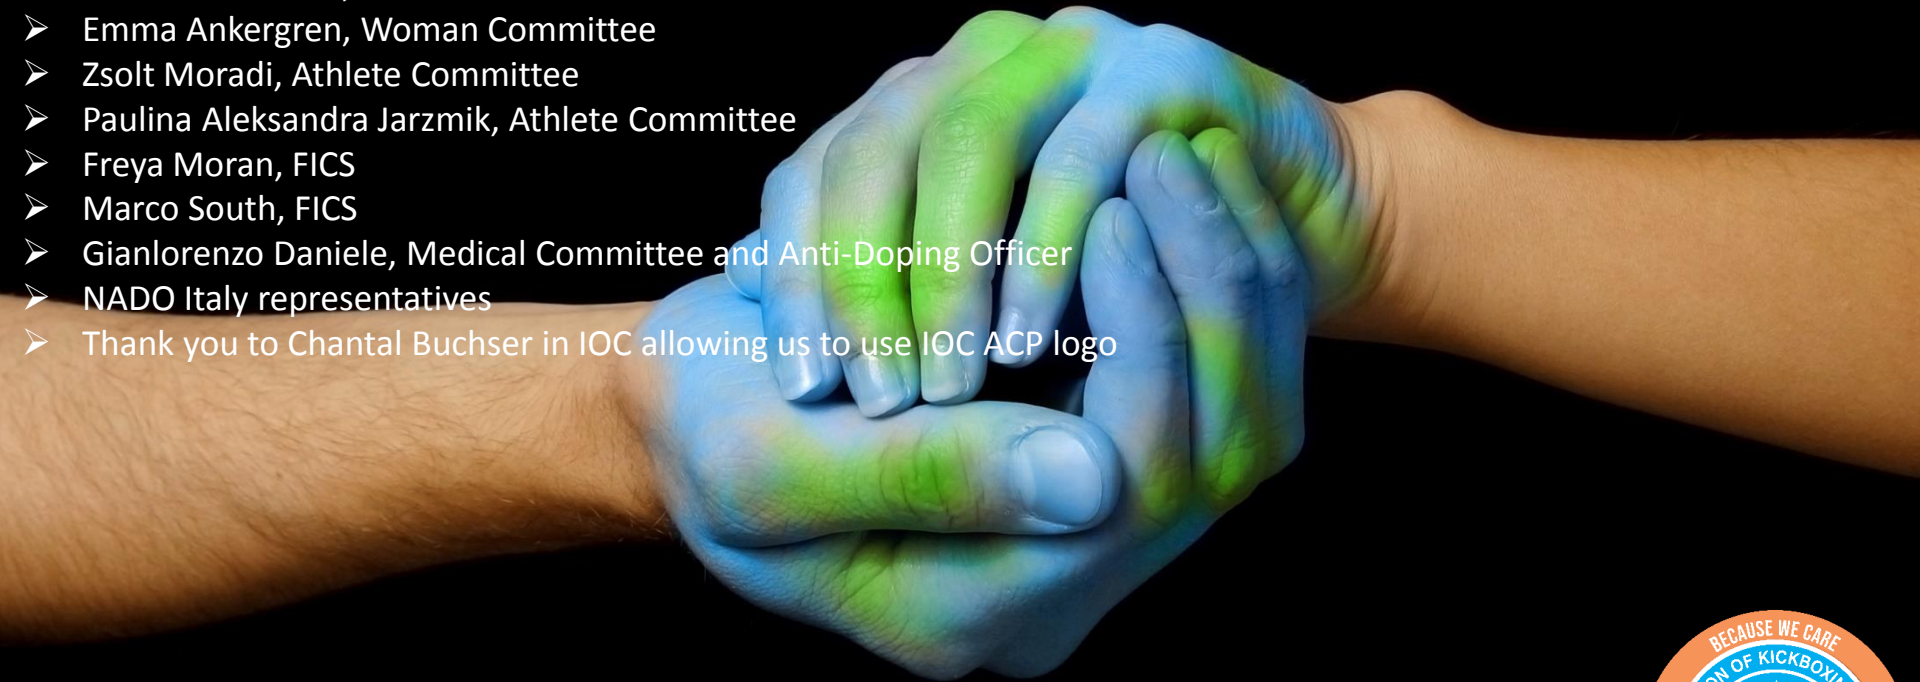 ➢ Emma Ankergren, Woman Committee
➢ Zsolt Moradi, Athlete Committee
➢ Paulina Aleksandra Jarzmik, Athlete Committee
➢ Freya Moran, FICS
➢ Marco South, FICS
➢ Gianlorenzo Daniele, Medical Committee and Anti-Doping Officer
➢ NADO Italy representatives
➢ Thank you to Chantal Buchser in IOC allowing us to use IOC ACP logo
BECAUSE WE CARE
OF